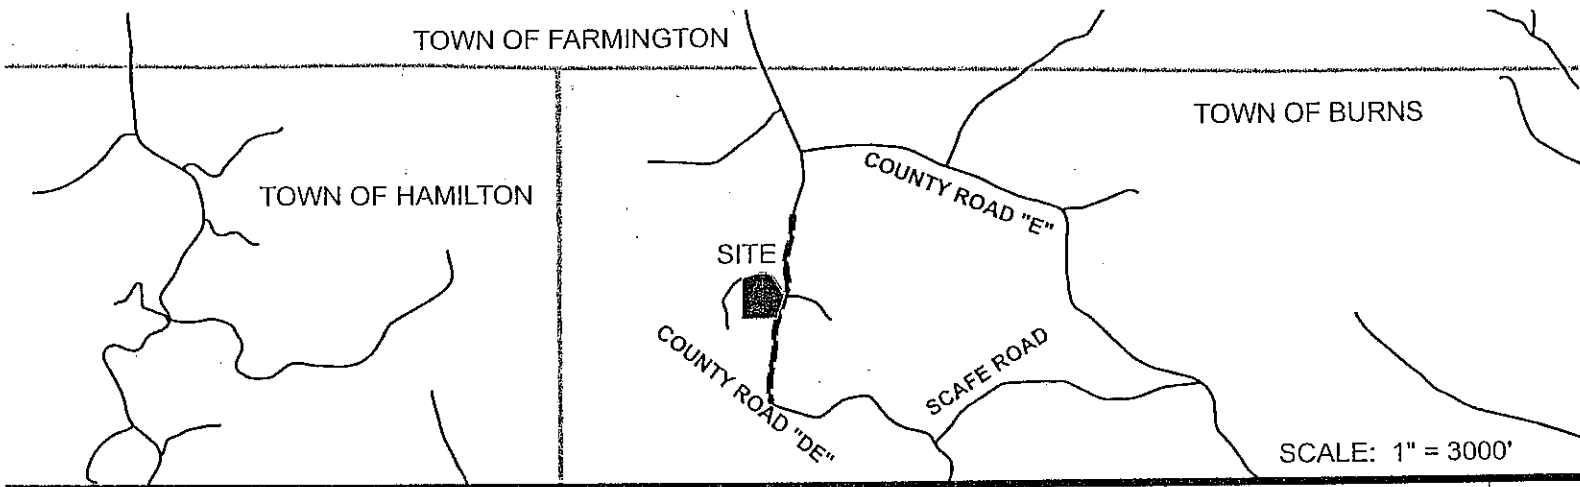 TOWN OF FARMINGTON
TOWN OF BURNS
TOWN OF HAMILTON
COUNTY ROAD "E"
SITE
COUNTY ROAD "DE"
SCAFE ROAD
SCALE: 1" = 3000'